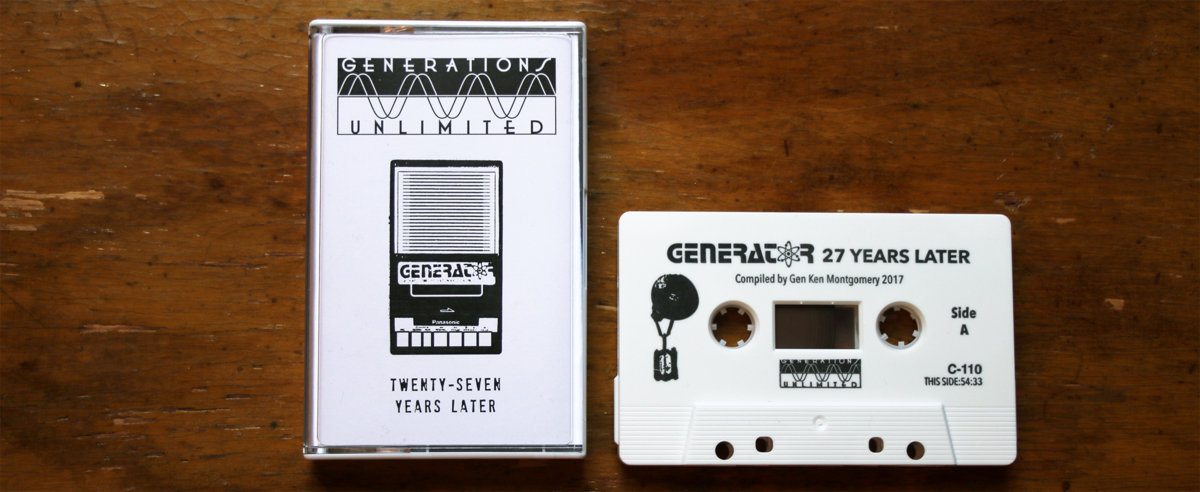 GENERATIONS
UNLIMITED
GENERATOR
Panasonic
TWENTY-SEVEN
YEARS LATER
GENERATOR 27 YEARS LATER
Compiled by Gen Ken Montgomery 2017
Side
A
GENERATIONS
UNLIMITED
C-110
THIS SIDE:54:33